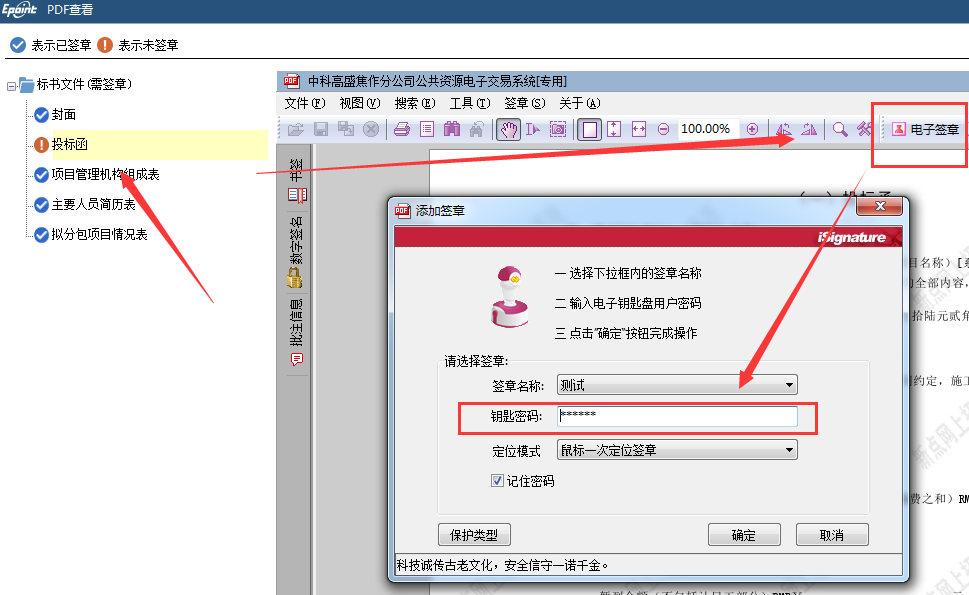 Epoint PDF查看
表示已签章 表示未签章
标书文件(需签章)
封面
投标函
项目管理机构组成表
主要人员简历表
拟分包项目情况表
中科高盛焦作分公司公共资源电子交易系统[专用]
文件(F) 视图(V) 搜索(R) 工具(T) 签章(S) 关于(A)
100.00% 电子签章
书签
数字签名
批注信息
添加签章
iSignature
一 选择下拉框内的签章名称
二 输入电子钥匙盘用户密码
三 点击"确定"按钮完成操作
请选择签章:
签章名称: 测试
钥匙密码: ******
定位模式 鼠标一次定位签章
记住密码
保护类型 确定 取消
科技诚传古老文化，安全信守一诺千金。
目名称)[
的全部内容,
拾陆元贰角
约定，施工
费之和）RM